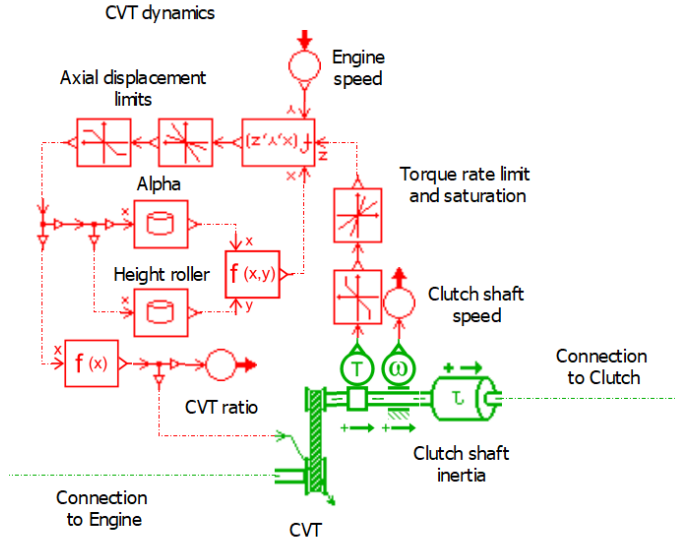 CVT dynamics
Engine
speed
Axial displacement
limits
y
f(x,y,z)
z
x
Torque rate limit
and saturation
Alpha
x
x
f(x,y)
Height roller
x
y
Clutch shaft
speed
x
f(x)
T
ω
Connection
to Clutch
CVT ratio
+
τ
+
+
Clutch shaft
inertia
Connection
to Engine
CVT